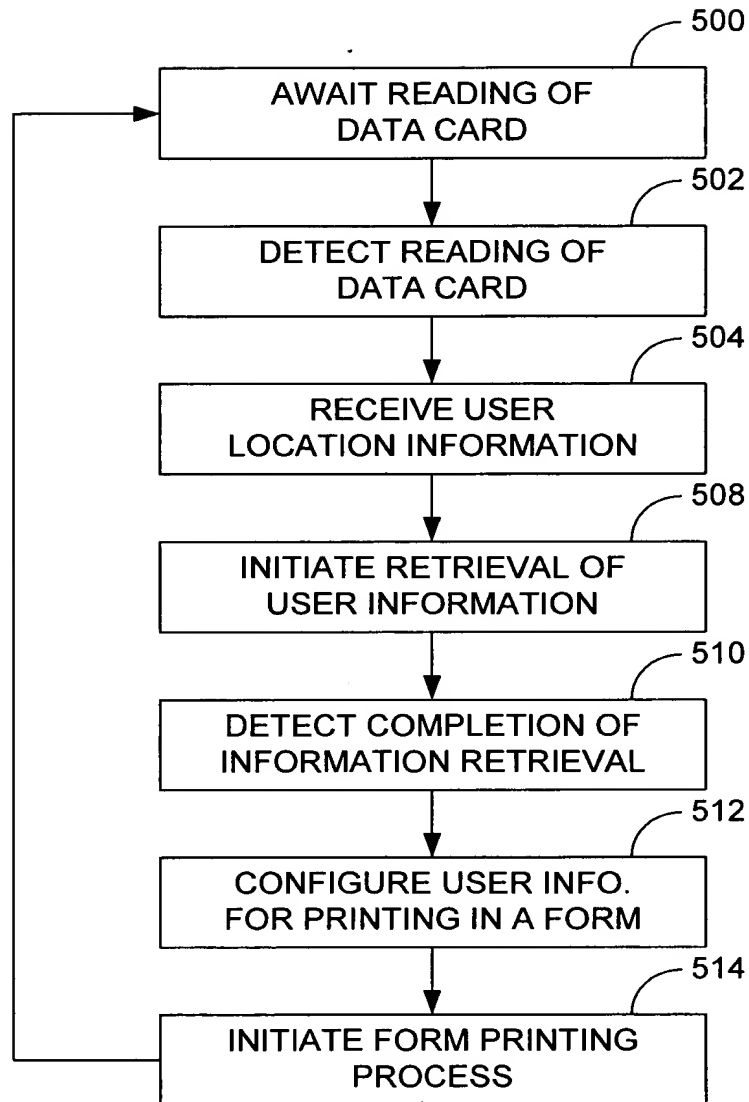 500
AWAIT READING OF
DATA CARD
502
DETECT READING OF
DATA CARD
504
RECEIVE USER
LOCATION INFORMATION
508
INITIATE RETRIEVAL OF
USER INFORMATION
510
DETECT COMPLETION OF
INFORMATION RETRIEVAL
512
CONFIGURE USER INFO.
FOR PRINTING IN A FORM
514
INITIATE FORM PRINTING
PROCESS